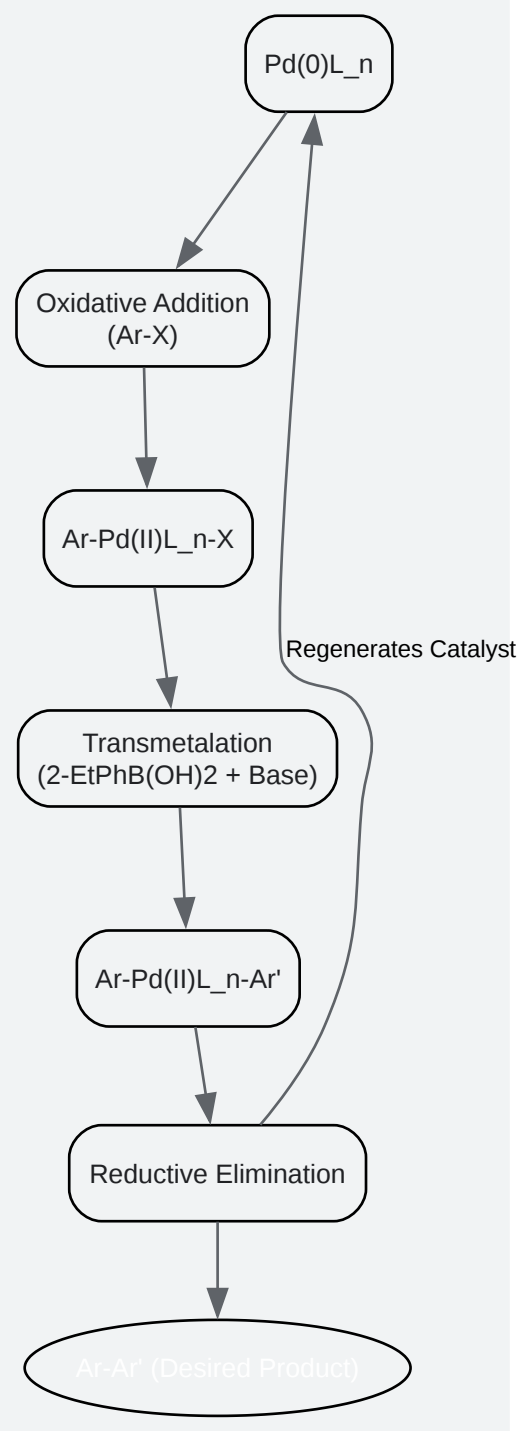 Pd(0)L_n
Oxidative Addition
(Ar-X)
Ar-Pd(II)L_n-X
Regenerates Catalyst
Transmetalation
(2-EtPhB(OH)2 + Base)
Ar-Pd(II)L_n-Ar'
Reductive Elimination
Ar-Ar' (Desired Product)